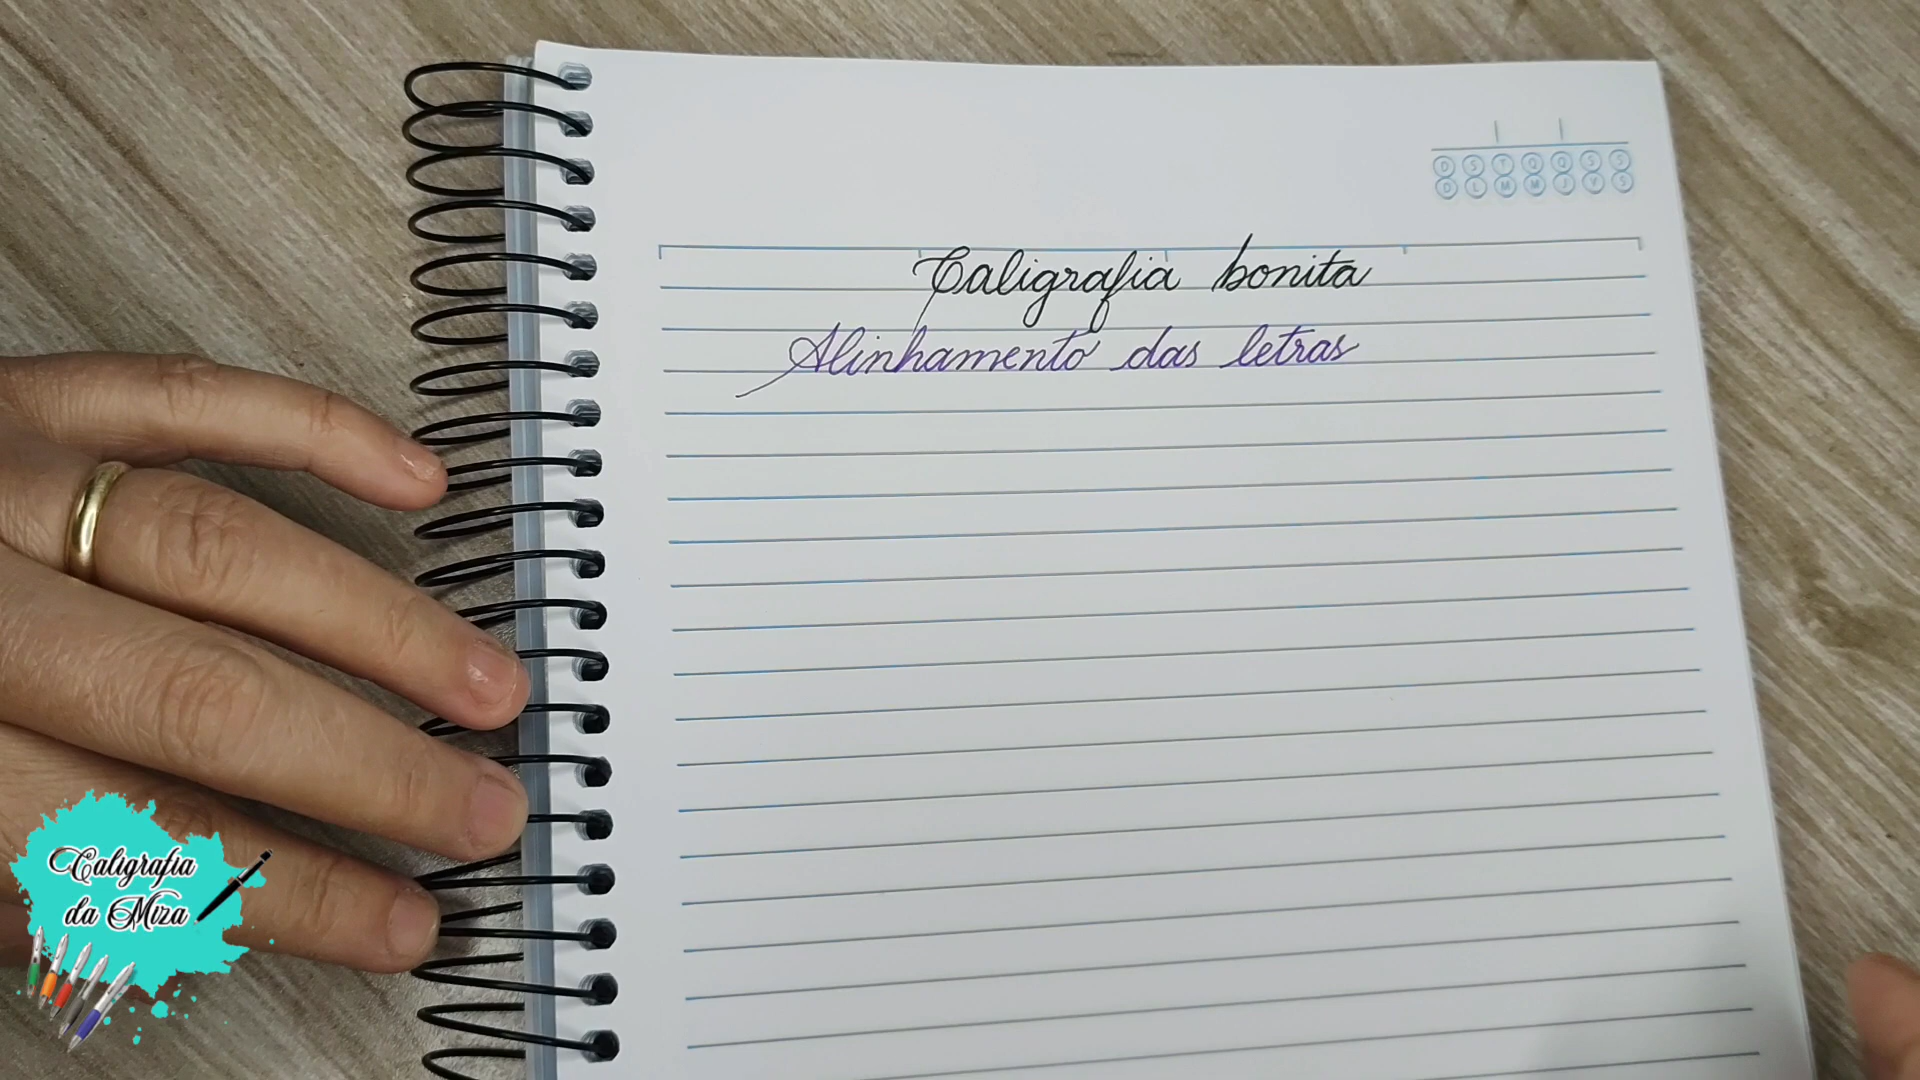 D S T Q Q S S
D L M M J V S
Caligrafia bonita
Alinhamento das letras
Caligrafia
da Miza